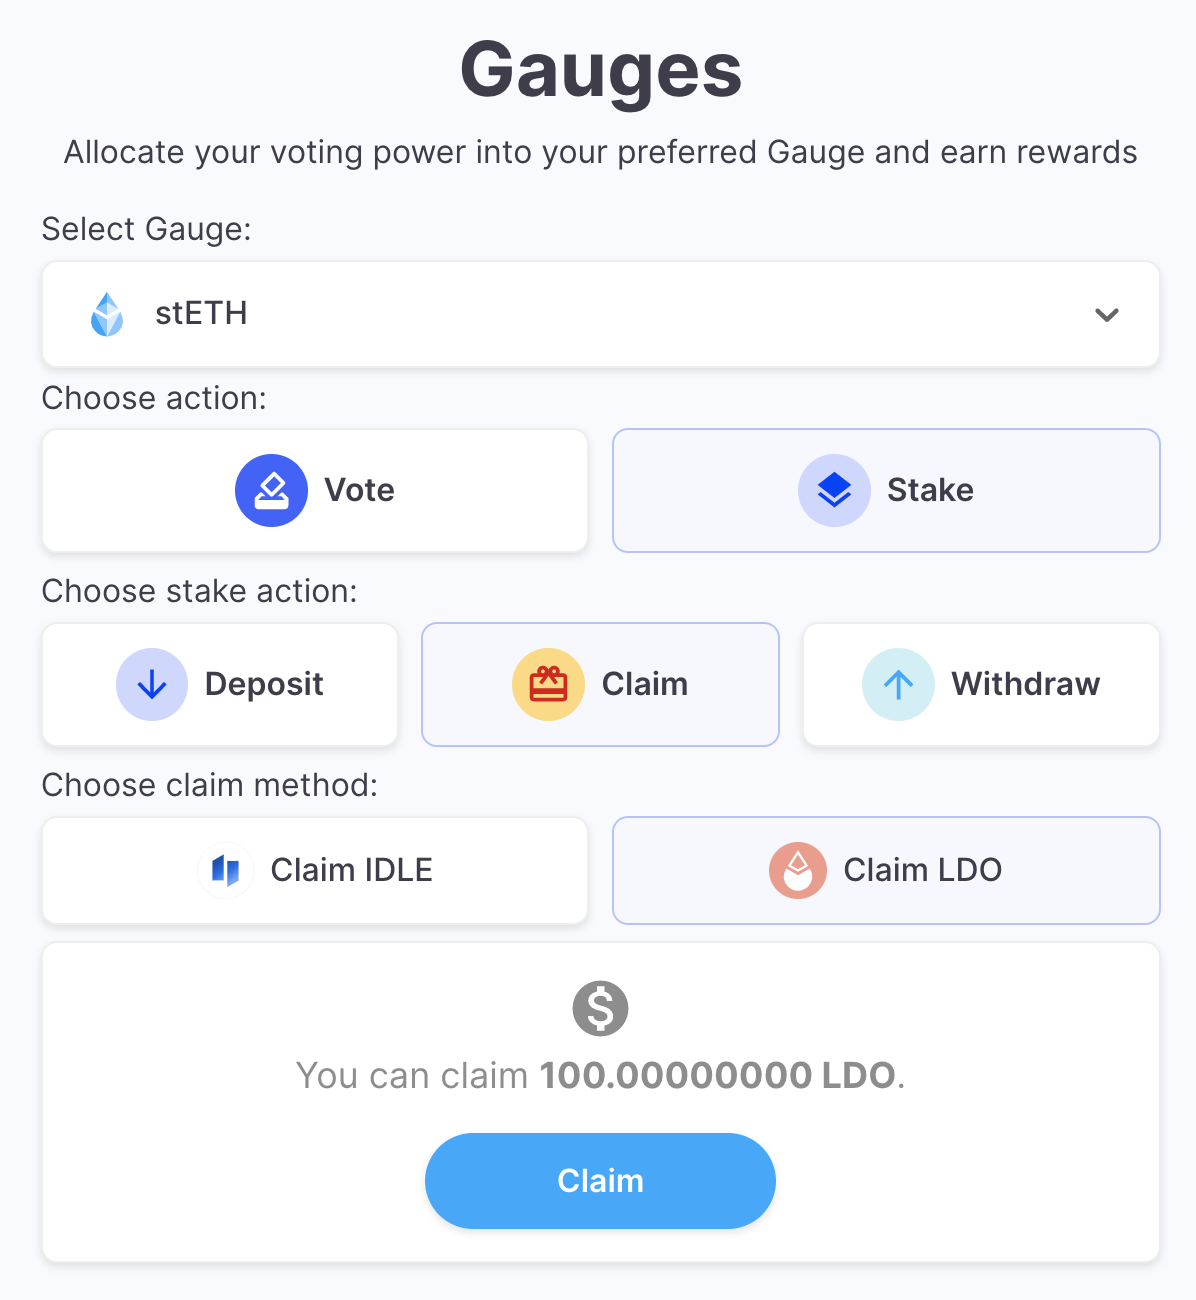 Gauges
Allocate your voting power into your preferred Gauge and earn rewards
Select Gauge:
stETH
Choose action:
Vote
Stake
Choose stake action:
Deposit
Claim
Withdraw
Choose claim method:
Claim IDLE
Claim LDO
$
You can claim 100.00000000 LDO.
Claim